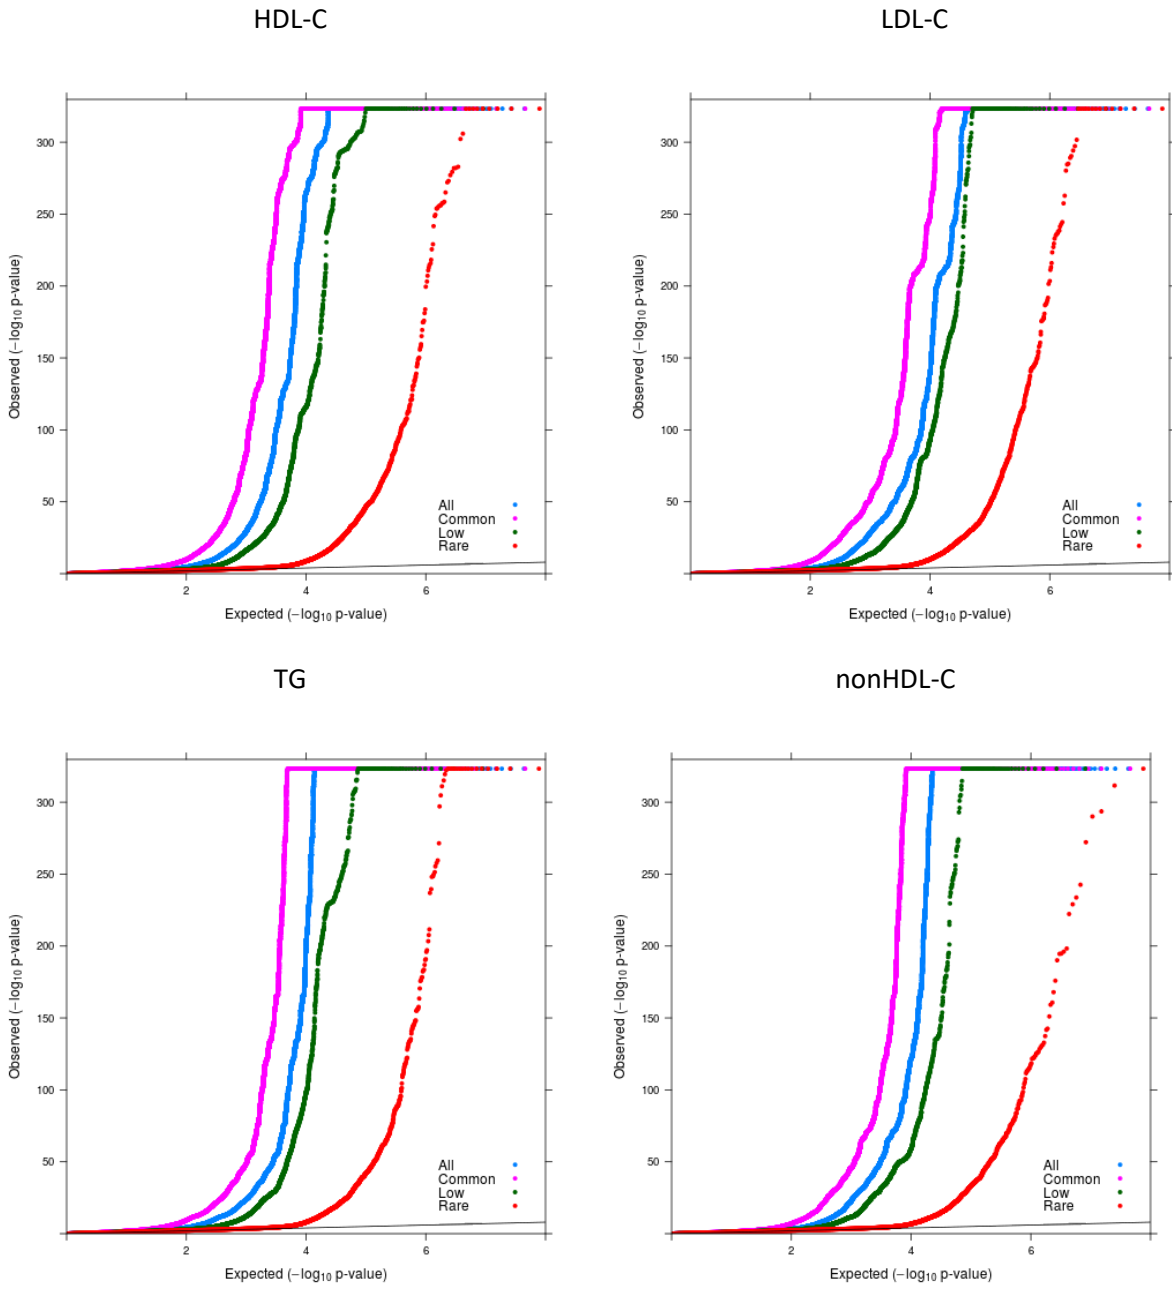 HDL-C
300
250
200
150
100
50
Observed (−log10 p-value)
All
Common
Low
Rare
2
4
6
Expected (−log10 p-value)
LDL-C
300
250
200
150
100
50
Observed (−log10 p-value)
All
Common
Low
Rare
2
4
6
Expected (−log10 p-value)
TG
300
250
200
150
100
50
Observed (−log10 p-value)
All
Common
Low
Rare
2
4
6
Expected (−log10 p-value)
nonHDL-C
300
250
200
150
100
50
Observed (−log10 p-value)
All
Common
Low
Rare
2
4
6
Expected (−log10 p-value)